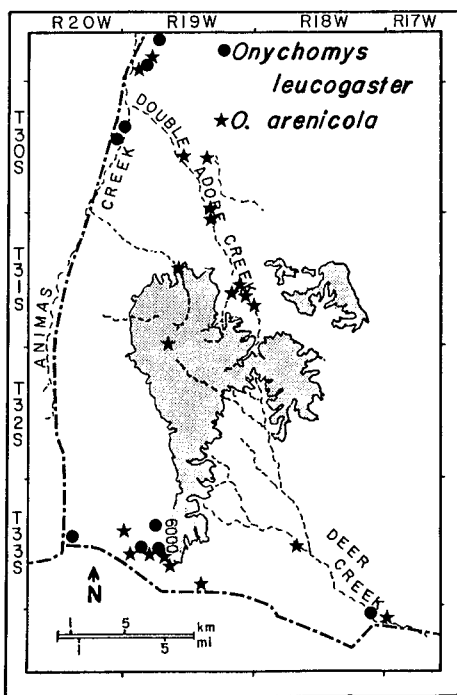 R20W R19W R18W R17W
Onychomys
leucogaster
O. arenicola
T30S
T31S
T32S
T33S
DOUBLE ADOBE CREEK
ANIMAS CREEK
6000
DEER
CREEK
N
1 5 km
1 5 mi